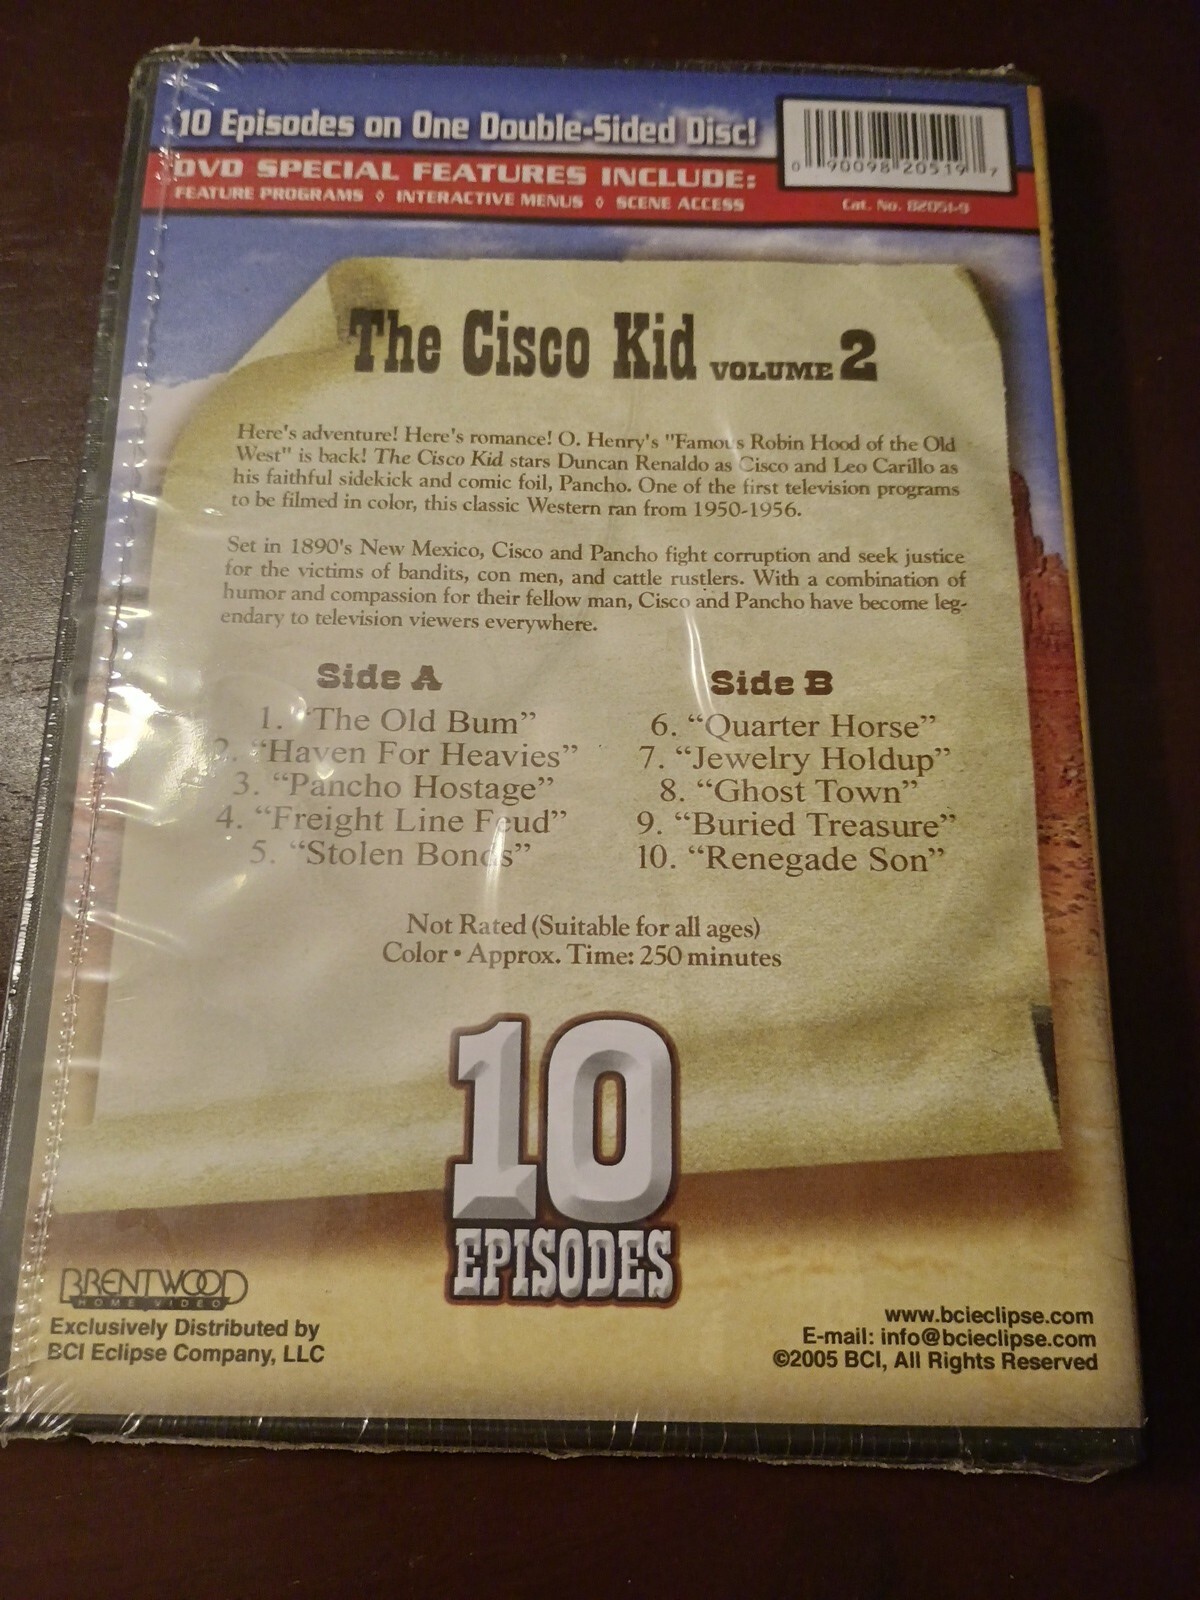 10 Episodes on One Double-Sided Disc!
DVD SPECIAL FEATURES INCLUDE:
FEATURE PROGRAMS ◊ INTERACTIVE MENUS ◊ SCENE ACCESS
0 90098 20519 7
Cat. No. 82051-9
The Cisco Kid VOLUME 2
Here's adventure! Here's romance! O. Henry's "Famous Robin Hood of the Old
West" is back! The Cisco Kid stars Duncan Renaldo as Cisco and Leo Carillo as
his faithful sidekick and comic foil, Pancho. One of the first television programs
to be filmed in color, this classic Western ran from 1950-1956.
Set in 1890's New Mexico, Cisco and Pancho fight corruption and seek justice
for the victims of bandits, con men, and cattle rustlers. With a combination of
humor and compassion for their fellow man, Cisco and Pancho have become leg-
endary to television viewers everywhere.
Side A
1. "The Old Bum"
2. "Haven For Heavies"
3. "Pancho Hostage"
4. "Freight Line Feud"
5. "Stolen Bonds"
Side B
6. "Quarter Horse"
7. "Jewelry Holdup"
8. "Ghost Town"
9. "Buried Treasure"
10. "Renegade Son"
Not Rated (Suitable for all ages)
Color • Approx. Time: 250 minutes
10
EPISODES
BRENTWOOD
HOME VIDEO
Exclusively Distributed by
BCI Eclipse Company, LLC
www.bcieclipse.com
E-mail: info@bcieclipse.com
©2005 BCI, All Rights Reserved